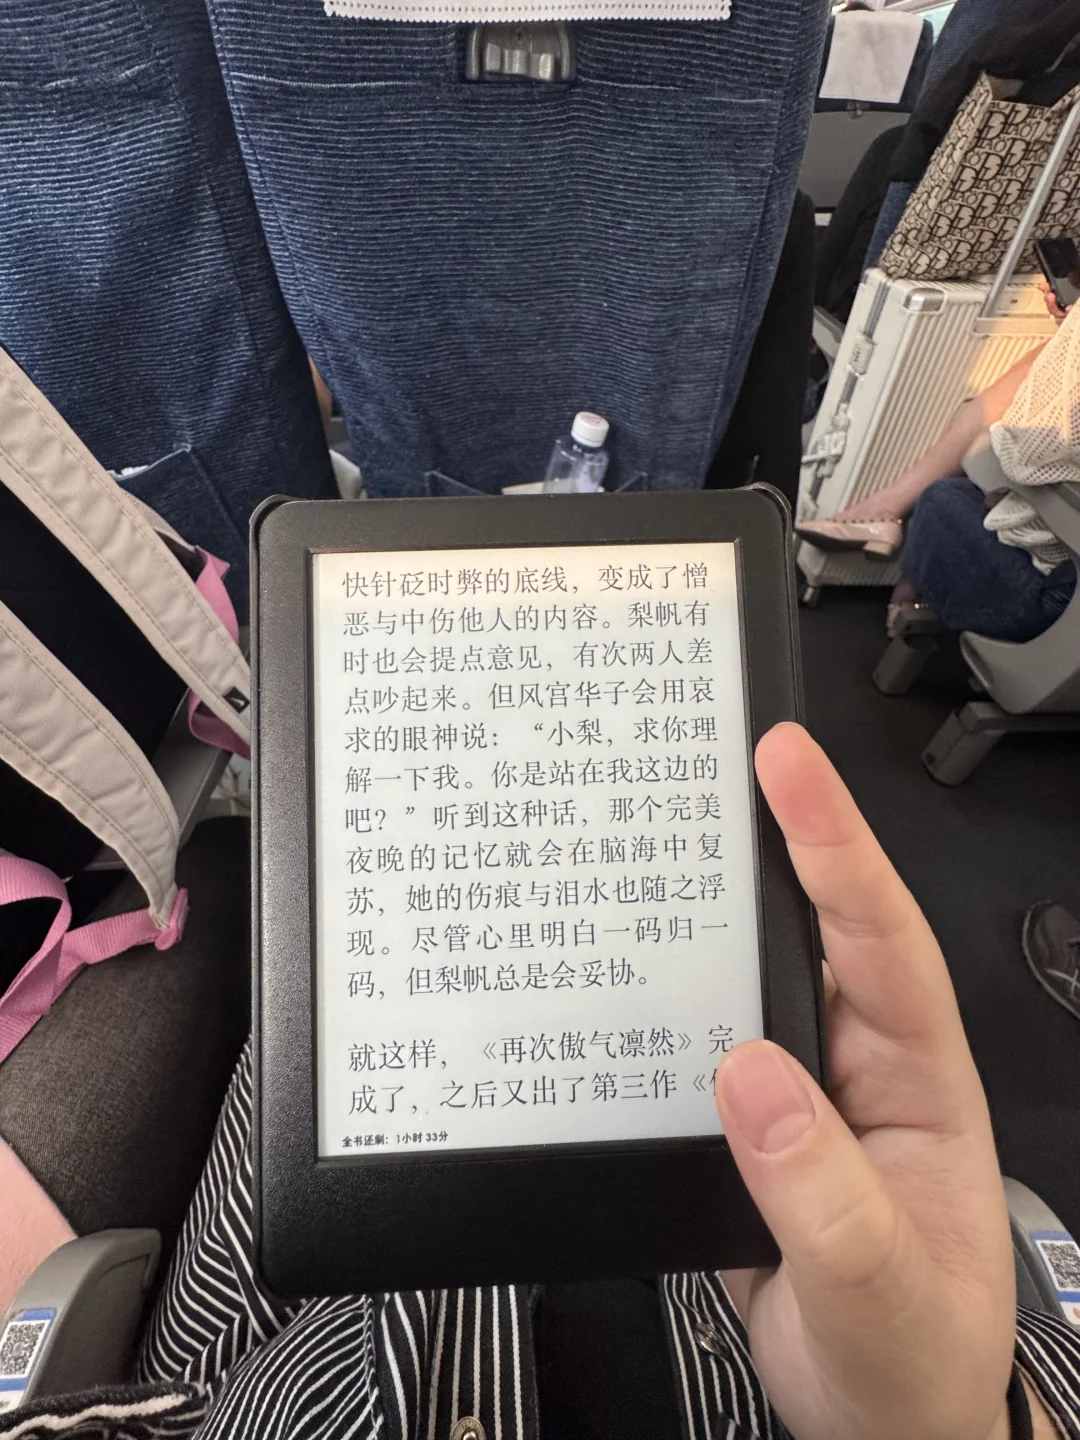 快针砭时弊的底线，变成了憎
恶与中伤他人的内容。梨帆有
时也会提点意见，有次两人差
点吵起来。但风宫华子会用哀
求的眼神说：“小梨，求你理
解一下我。你是站在我这边的
吧？”听到这种话，那个完美
夜晚的记忆就会在脑海中复
苏，她的伤痕与泪水也随之浮
现。尽管心里明白一码归一
码，但梨帆总是会妥协。
就这样，《再次傲气凛然》完
成了，之后又出了第三作《
全书还剩：1小时33分